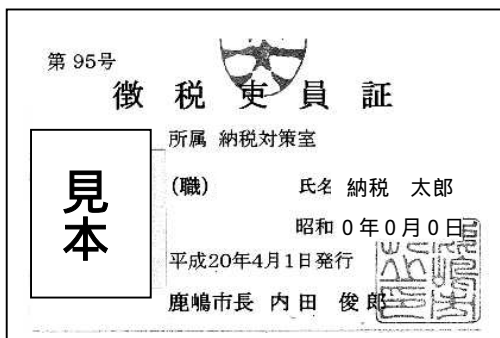 第 95号
徴税吏員証
所属 納税対策室
見本
(職) 氏名 納税 太郎
昭和 0年0月0日
平成20年4月1日発行
鹿嶋市長 内田 俊郎